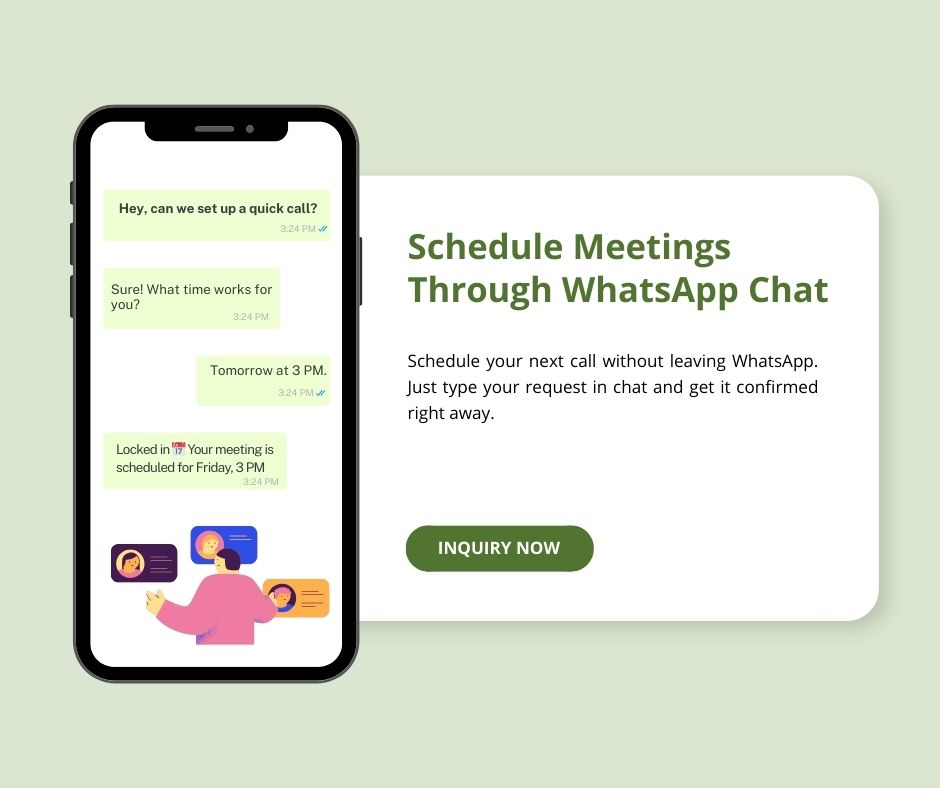 Hey, can we set up a quick call?
3:24 PM
Sure! What time works for
you?
3:24 PM
Tomorrow at 3 PM.
3:24 PM
Locked in 📅 Your meeting is
scheduled for Friday, 3 PM
3:24 PM
Schedule Meetings
Through WhatsApp Chat
Schedule your next call without leaving WhatsApp.
Just type your request in chat and get it confirmed
right away.
INQUIRY NOW